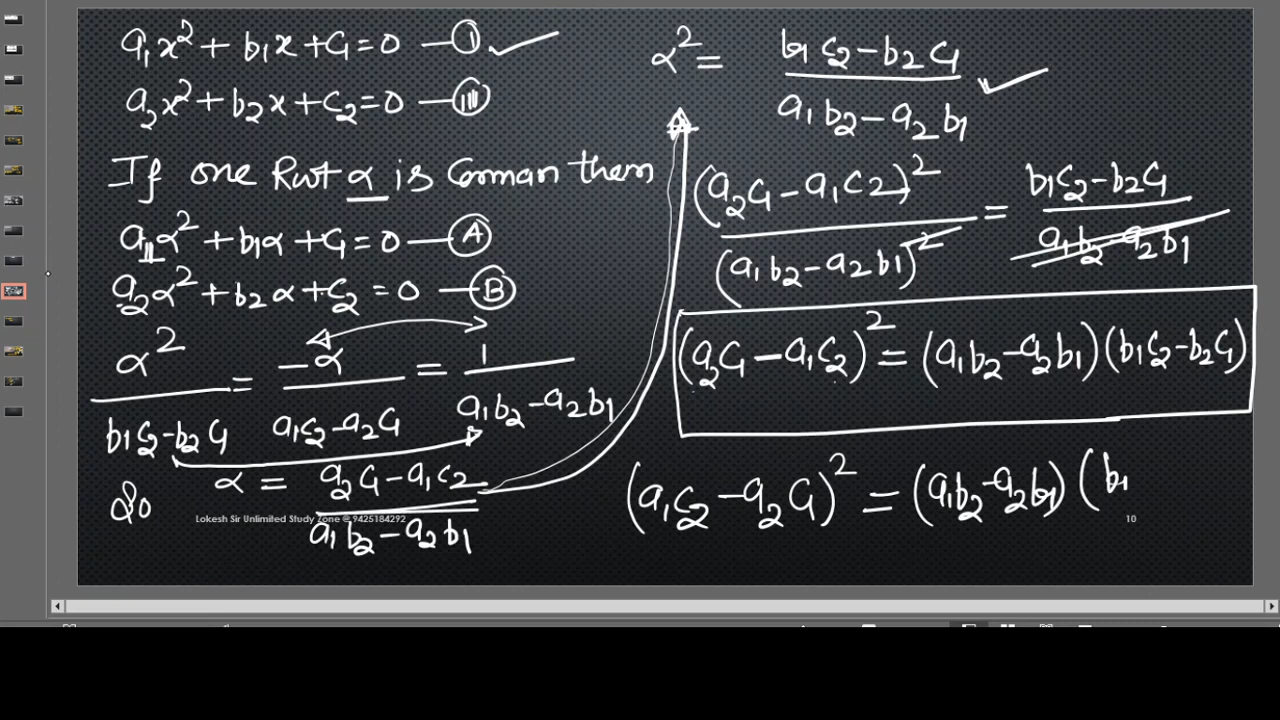 a₁x² + b₁x + c₁ = 0 — Ⓘ
a₂x² + b₂x + c₂ = 0 — (III)
If one Root α is Comman them
a₁α² + b₁α + c₁ = 0 — Ⓐ
a₂α² + b₂α + c₂ = 0 — Ⓑ
α² / (b₁c₂ - b₂c₁) = -α / (a₁c₂ - a₂c₁) = 1 / (a₁b₂ - a₂b₁)
So α = (a₂c₁ - a₁c₂) / (a₁b₂ - a₂b₁)
Lokesh Sir Unlimited Study Zone @ 9425184292
α² = (b₁c₂ - b₂c₁) / (a₁b₂ - a₂b₁)
(a₂c₁ - a₁c₂)² / (a₁b₂ - a₂b₁)² = (b₁c₂ - b₂c₁) / (a₁b₂ - a₂b₁)
(a₂c₁ - a₁c₂)² = (a₁b₂ - a₂b₁)(b₁c₂ - b₂c₁)
(a₁c₂ - a₂c₁)² = (a₁b₂ - a₂b₁)(b₁
10